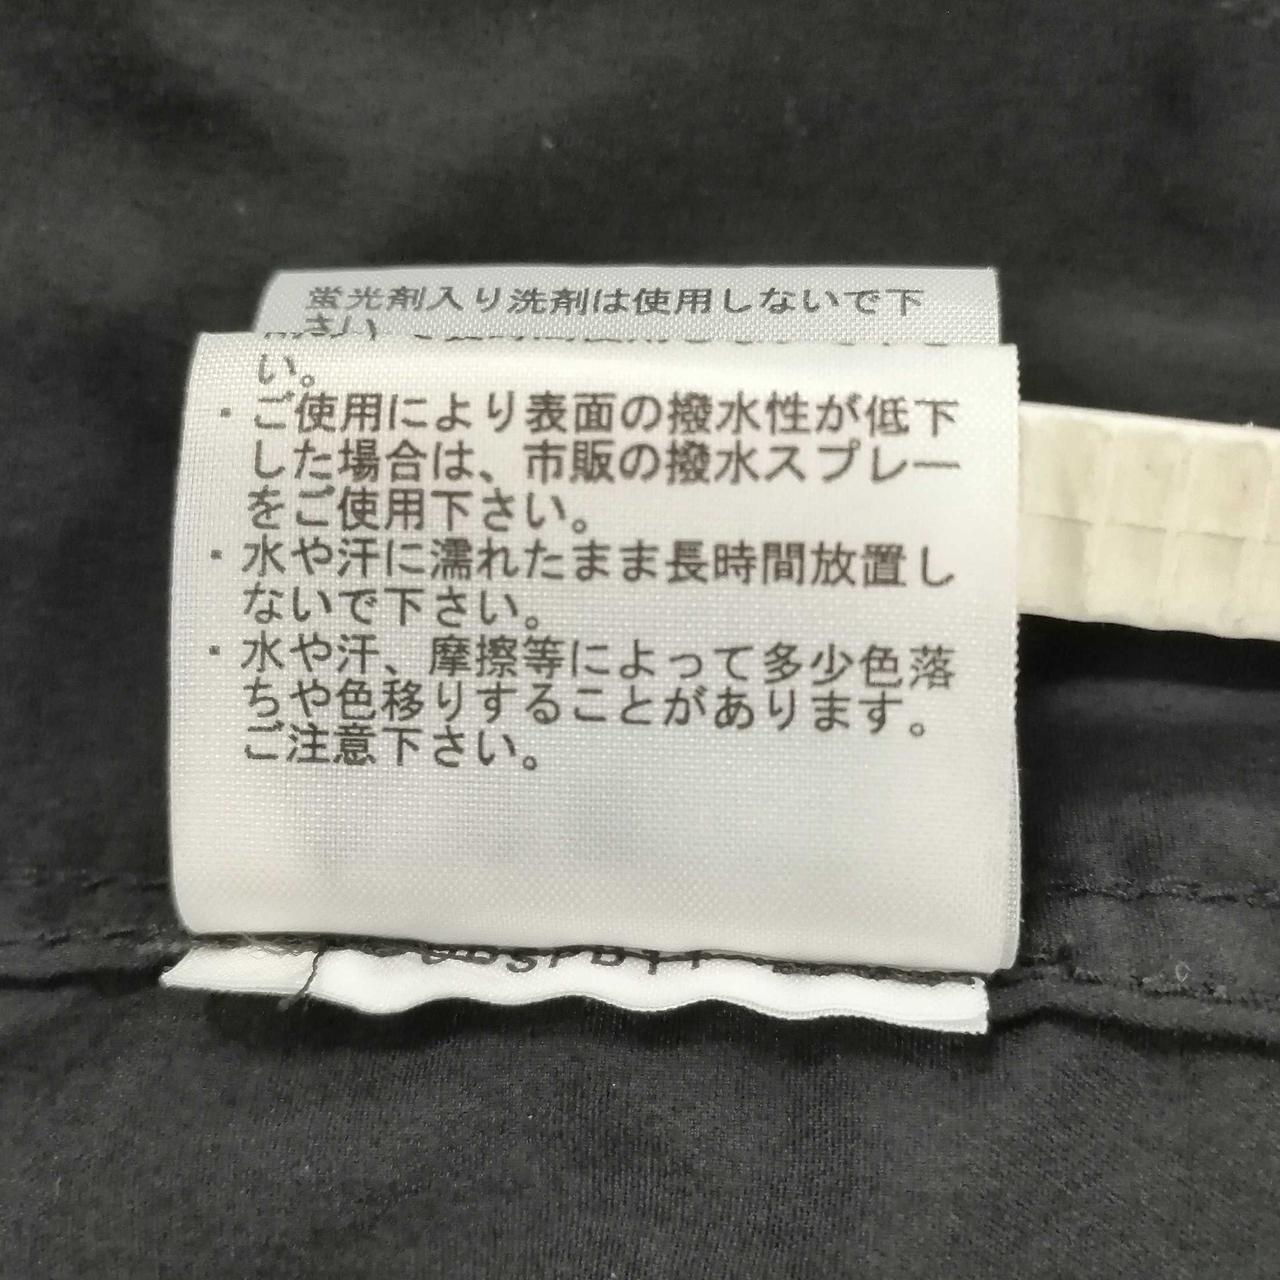 蛍光剤入り洗剤は使用しないで下
さい
い。
・ご使用により表面の撥水性が低下
した場合は、市販の撥水スプレー
をご使用下さい。
・水や汗に濡れたまま長時間放置し
ないで下さい。
・水や汗、摩擦等によって多少色落
ちや色移りすることがあります。
ご注意下さい。